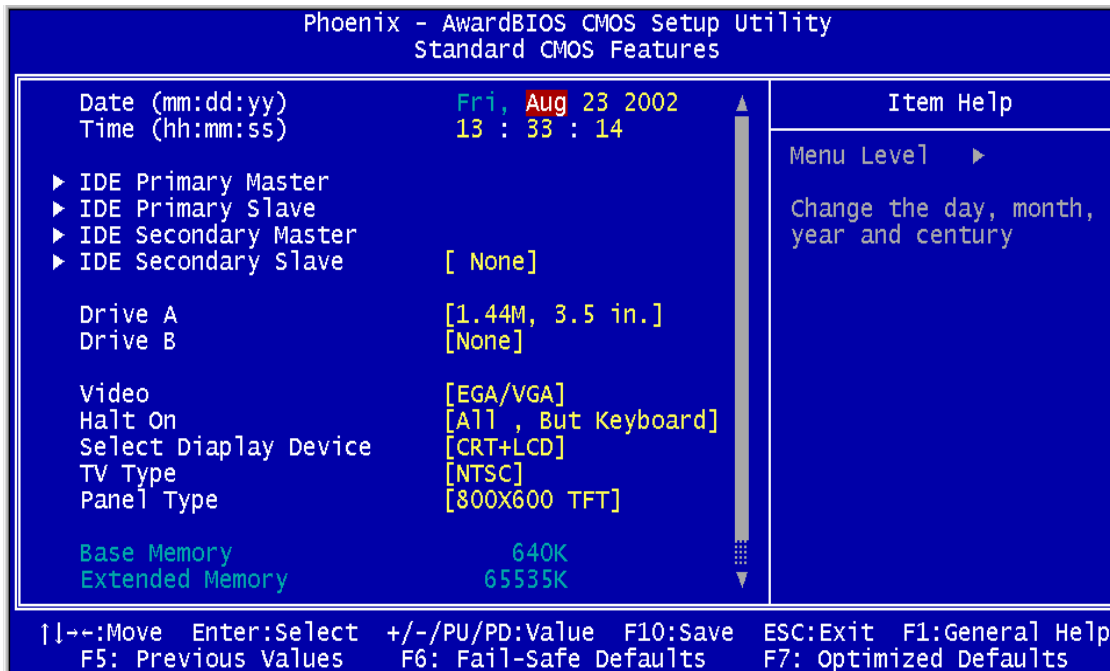 Phoenix - AwardBIOS CMOS Setup Utility
Standard CMOS Features
Date (mm:dd:yy) Fri, Aug 23 2002
Time (hh:mm:ss) 13 : 33 : 14
IDE Primary Master
IDE Primary Slave
IDE Secondary Master
IDE Secondary Slave [ None]
Drive A [1.44M, 3.5 in.]
Drive B [None]
Video [EGA/VGA]
Halt On [All , But Keyboard]
Select Diaplay Device [CRT+LCD]
TV Type [NTSC]
Panel Type [800X600 TFT]
Base Memory 640K
Extended Memory 65535K
Item Help
Menu Level ▶
Change the day, month,
year and century
↑↓→←:Move Enter:Select +/-/PU/PD:Value F10:Save ESC:Exit F1:General Help
F5: Previous Values F6: Fail-Safe Defaults F7: Optimized Defaults